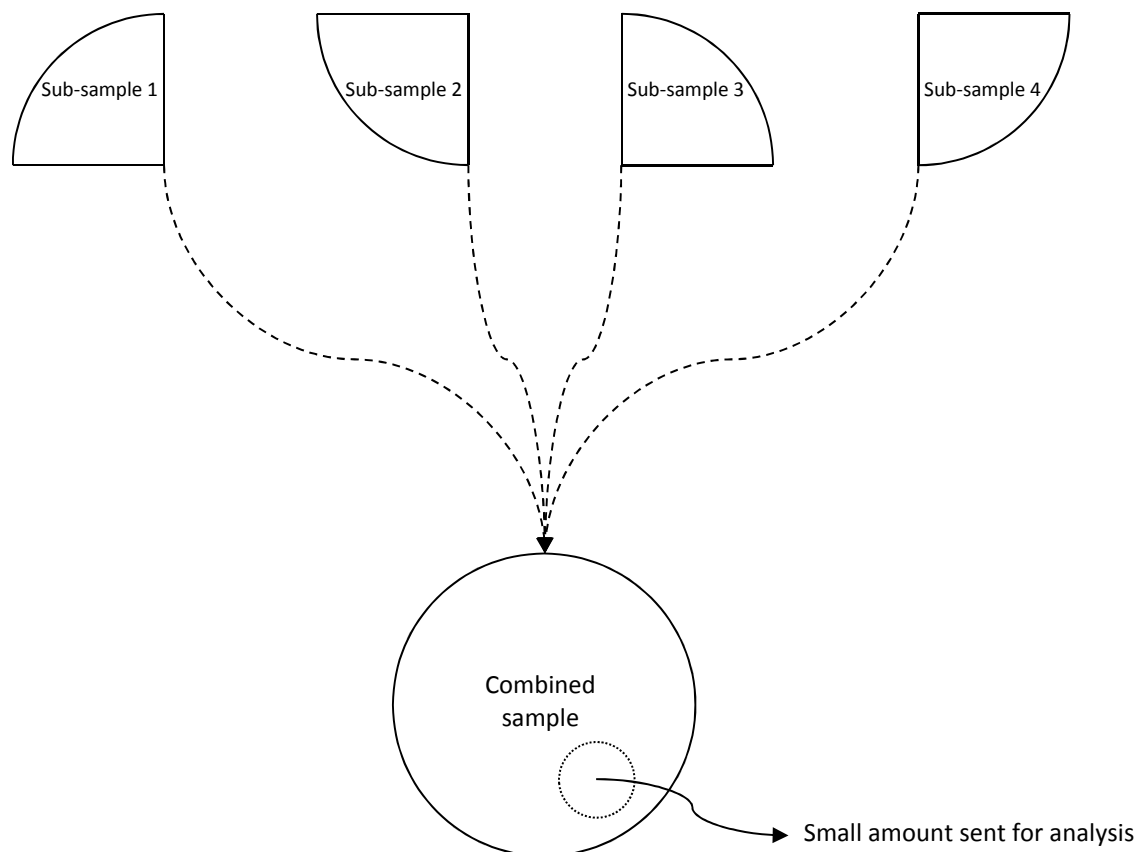 Sub-sample 1
Sub-sample 2
Sub-sample 3
Sub-sample 4
Combined
sample
Small amount sent for analysis